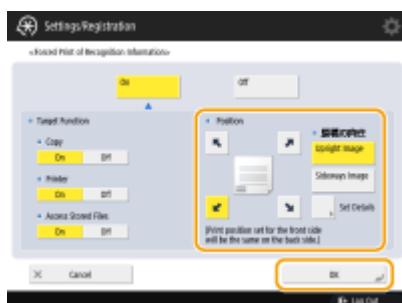 Settings/Registration
<Forced Print of Recognition Information>
On
Off
Target Function
Copy
On
Off
Printer
On
Off
Access Stored Files
On
Off
Position
Upright Image
Sideways Image
Set Details
(Print position set for the front side
will be the same on the back side.)
Cancel
OK
Log Out